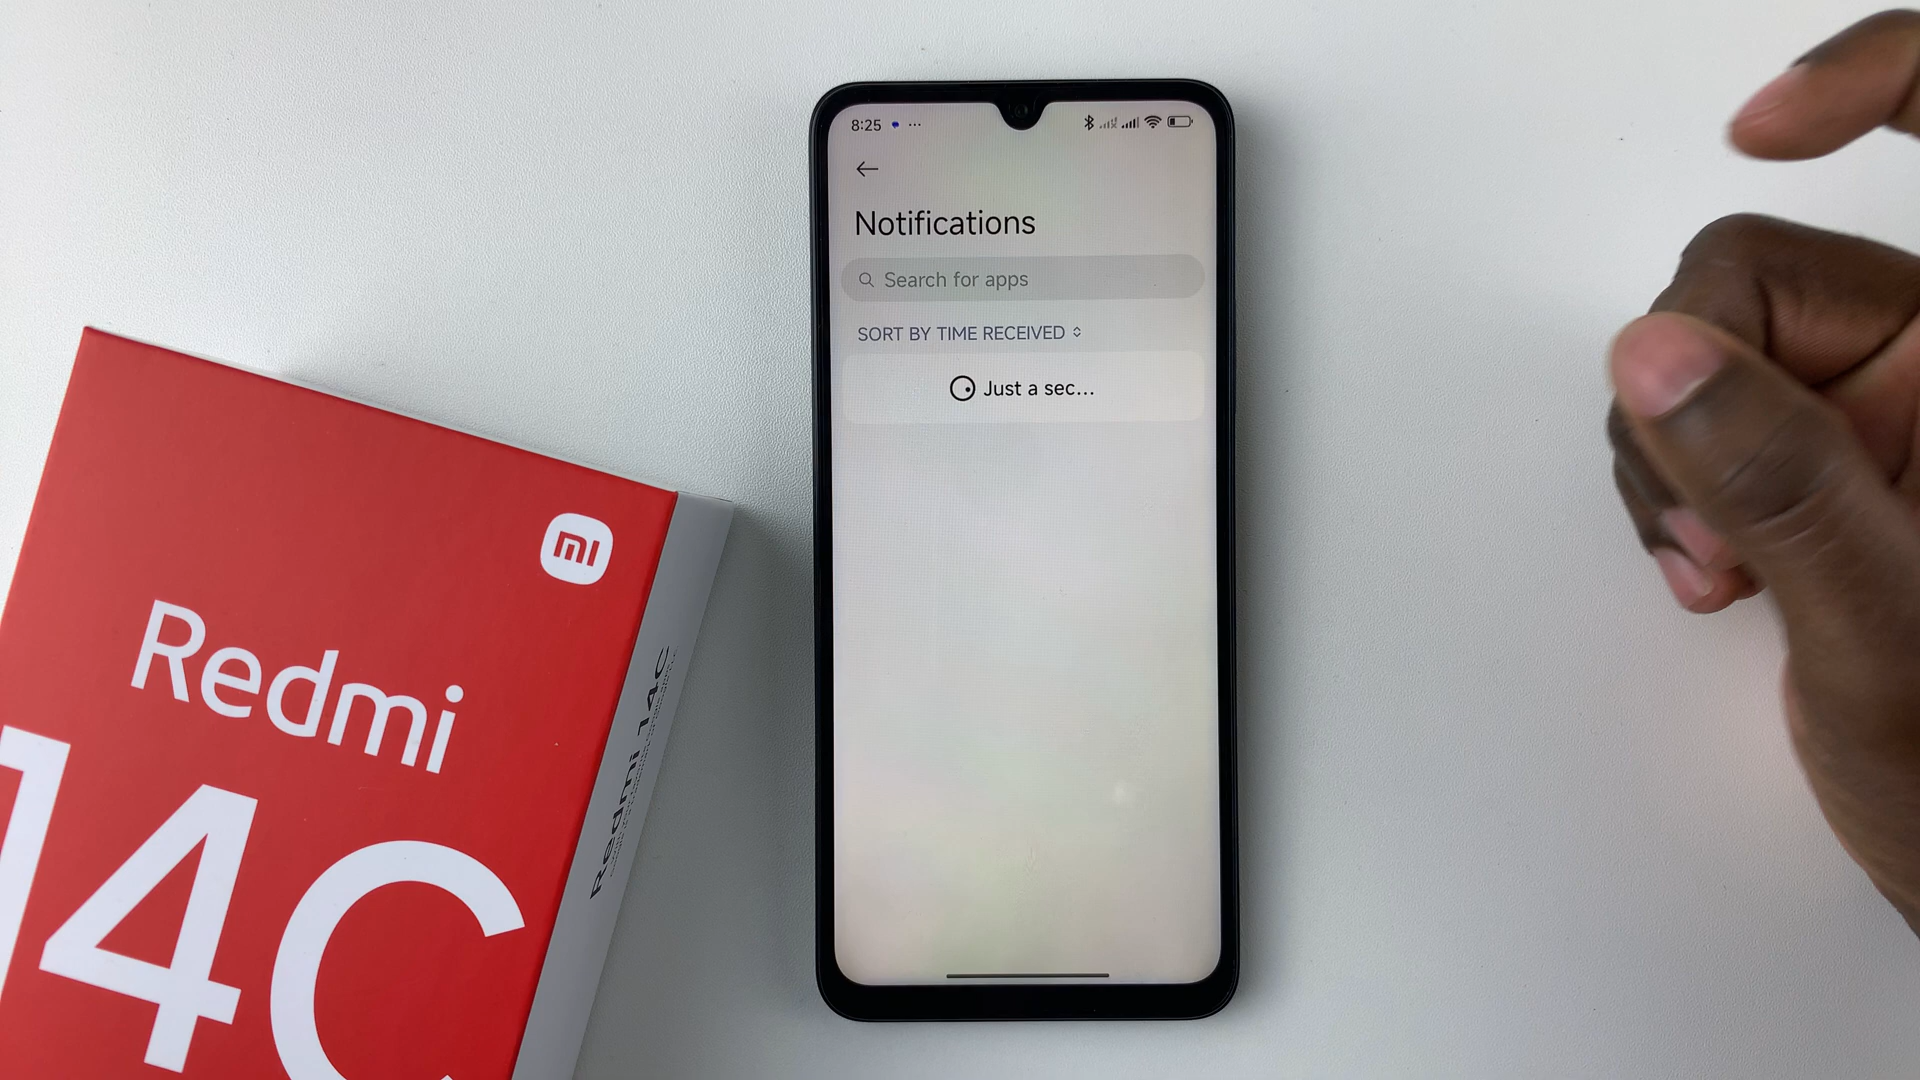 8:25
Notifications
Search for apps
SORT BY TIME RECEIVED
Just a sec...
mi
Redmi
14C
Redmi 14C